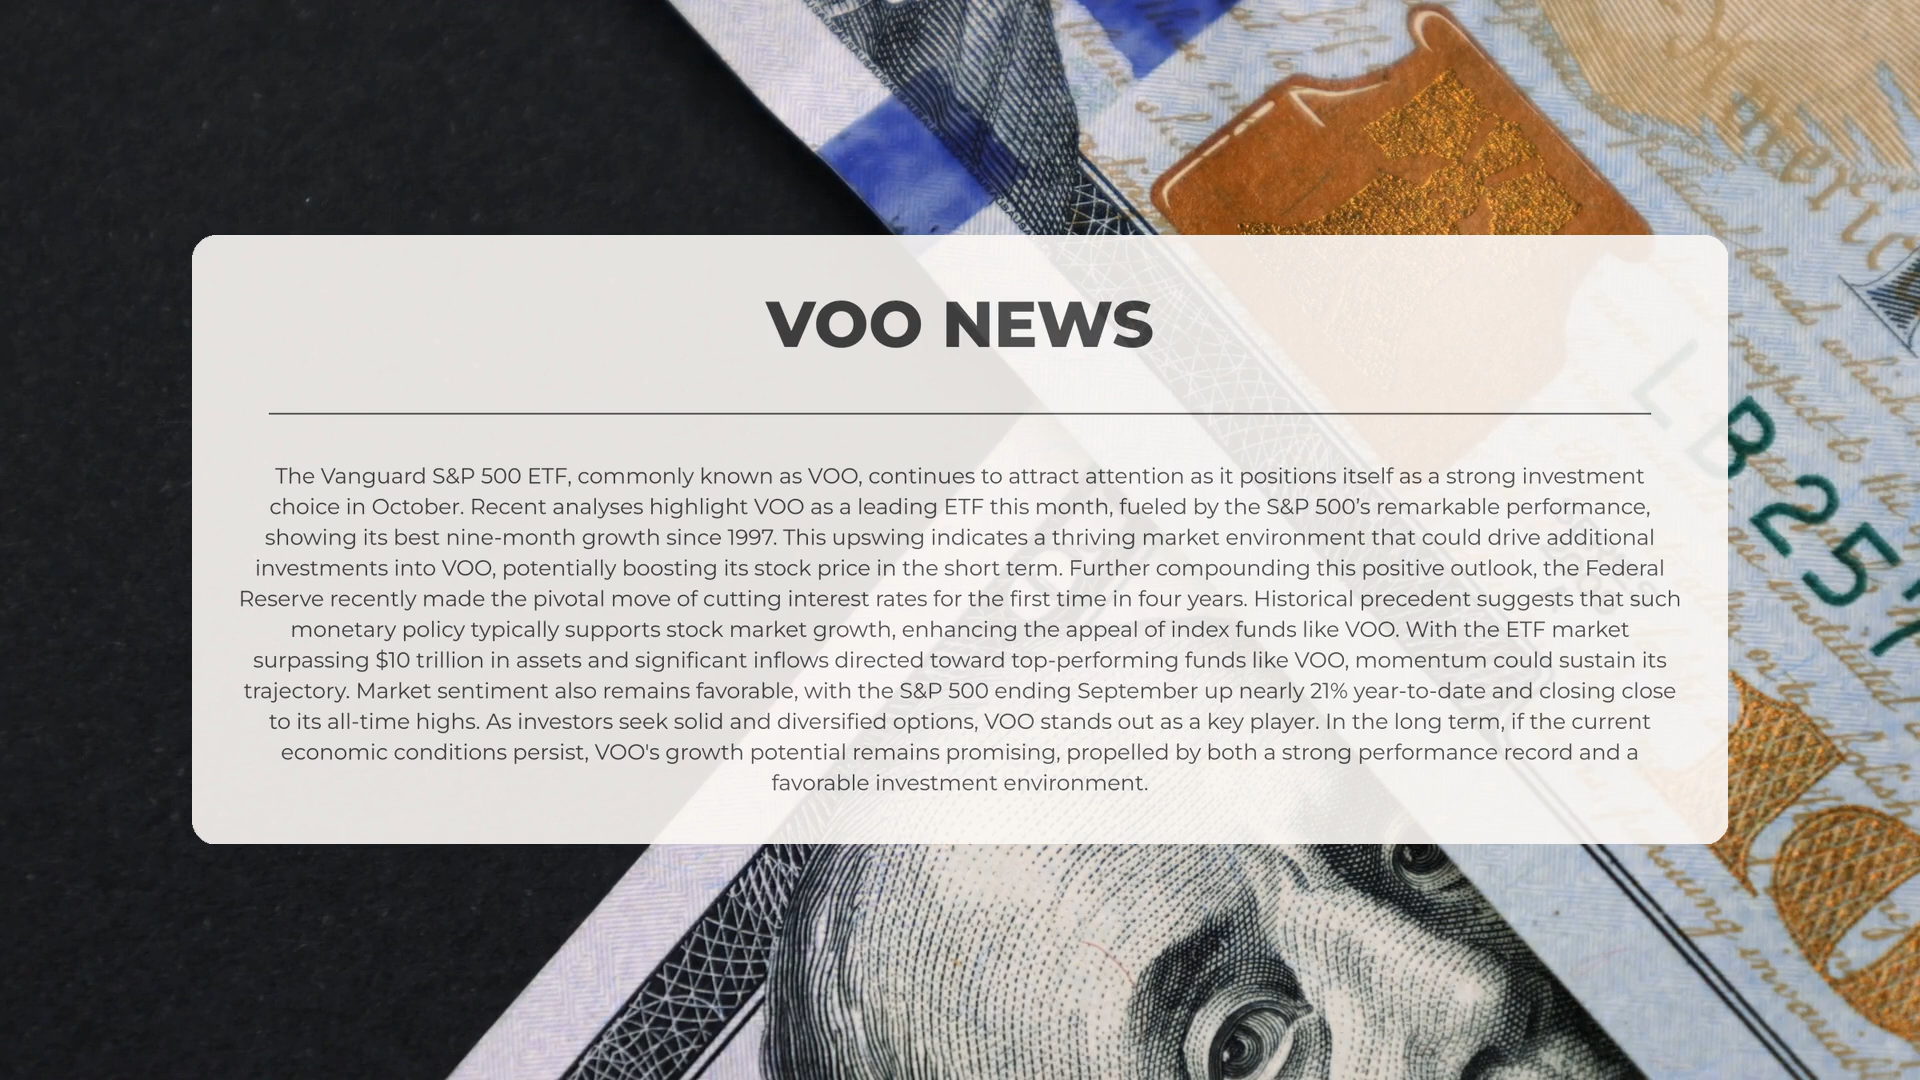 VOO NEWS
The Vanguard S&P 500 ETF, commonly known as VOO, continues to attract attention as it positions itself as a strong investment
choice in October. Recent analyses highlight VOO as a leading ETF this month, fueled by the S&P 500’s remarkable performance,
showing its best nine-month growth since 1997. This upswing indicates a thriving market environment that could drive additional
investments into VOO, potentially boosting its stock price in the short term. Further compounding this positive outlook, the Federal
Reserve recently made the pivotal move of cutting interest rates for the first time in four years. Historical precedent suggests that such
monetary policy typically supports stock market growth, enhancing the appeal of index funds like VOO. With the ETF market
surpassing $10 trillion in assets and significant inflows directed toward top-performing funds like VOO, momentum could sustain its
trajectory. Market sentiment also remains favorable, with the S&P 500 ending September up nearly 21% year-to-date and closing close
to its all-time highs. As investors seek solid and diversified options, VOO stands out as a key player. In the long term, if the current
economic conditions persist, VOO's growth potential remains promising, propelled by both a strong performance record and a
favorable investment environment.